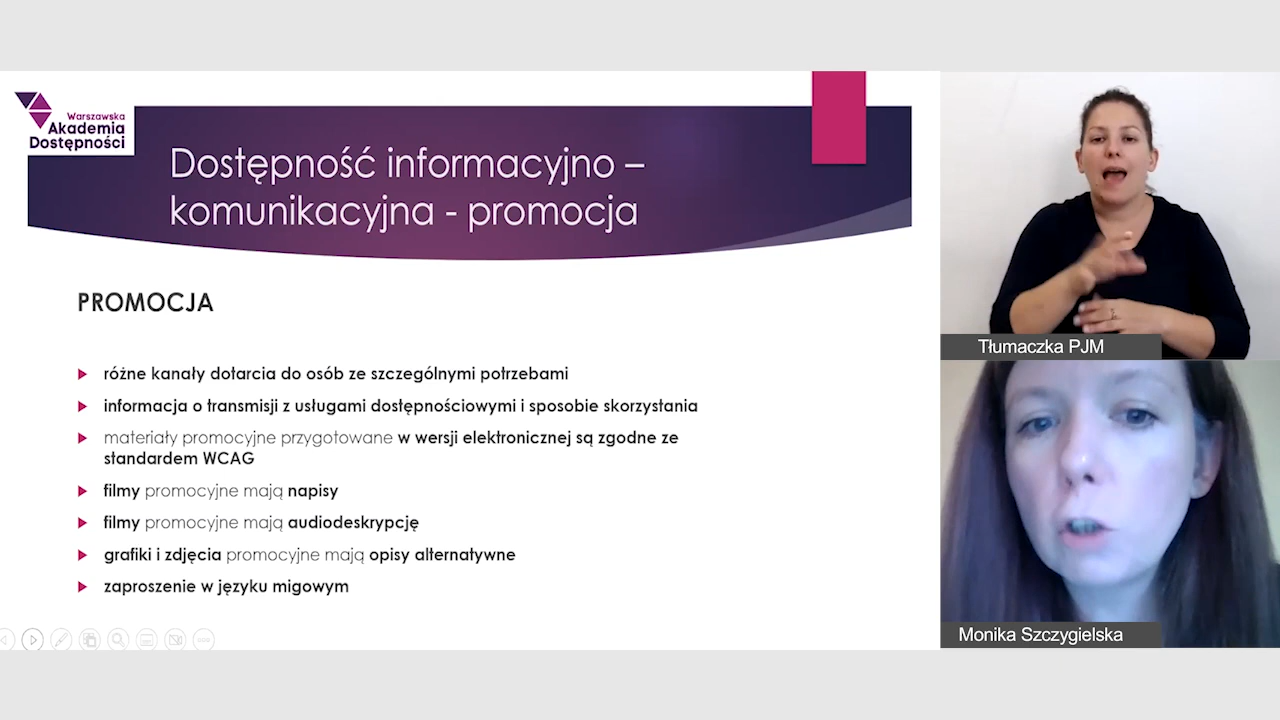 Warszawska
Akademia
Dostępności
Dostępność informacyjno –
komunikacyjna - promocja
PROMOCJA
różne kanały dotarcia do osób ze szczególnymi potrzebami
informacja o transmisji z usługami dostępnościowymi i sposobie skorzystania
materiały promocyjne przygotowane w wersji elektronicznej są zgodne ze
standardem WCAG
filmy promocyjne mają napisy
filmy promocyjne mają audiodeskrypcję
grafiki i zdjęcia promocyjne mają opisy alternatywne
zaproszenie w języku migowym
Tłumaczka PJM
Monika Szczygielska